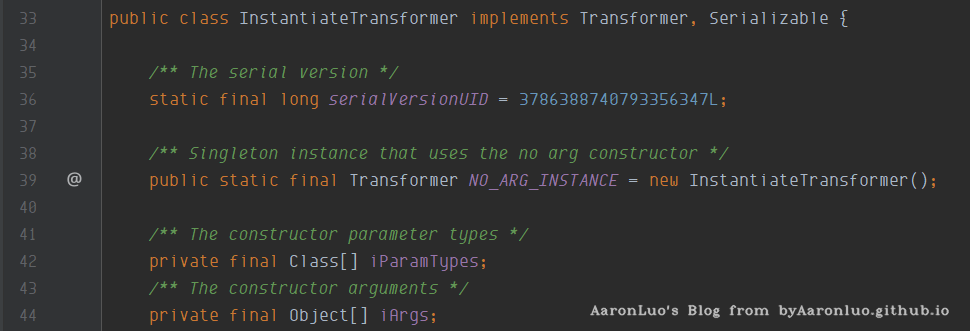 33 public class InstantiateTransformer implements Transformer, Serializable {
34
35 /** The serial version */
36 static final long serialVersionUID = 3786388740793356347L;
37
38 /** Singleton instance that uses the no arg constructor */
39 @ public static final Transformer NO_ARG_INSTANCE = new InstantiateTransformer();
40
41 /** The constructor parameter types */
42 private final Class[] iParamTypes;
43 /** The constructor arguments */
44 private final Object[] iArgs;
AaronLuo's Blog from byAaronluo.github.io